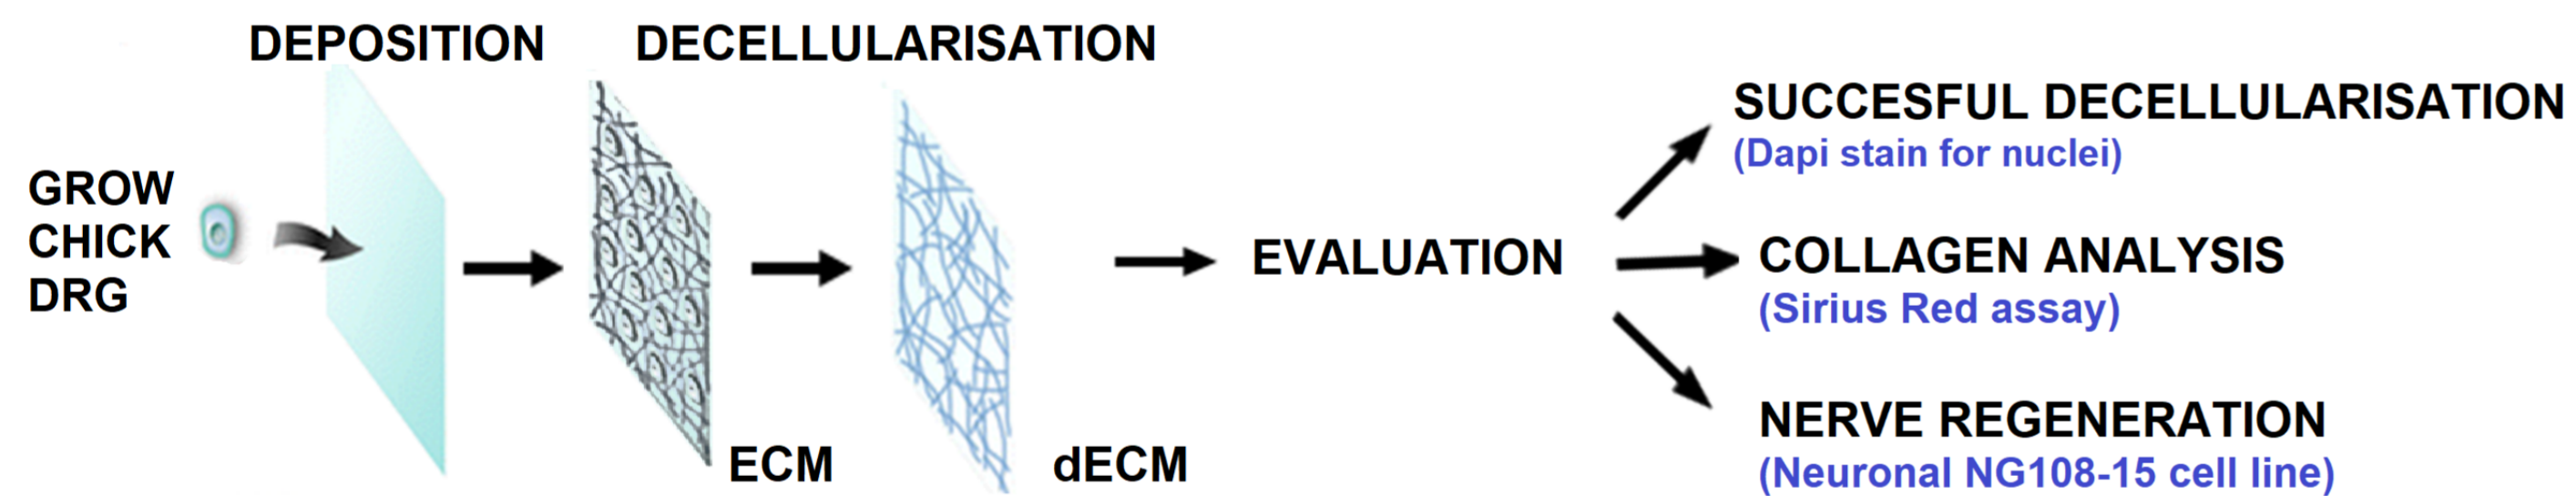 DEPOSITION
DECELLULARISATION
GROW
CHICK
DRG
ECM
dECM
EVALUATION
SUCCESFUL DECELLULARISATION
(Dapi stain for nuclei)
COLLAGEN ANALYSIS
(Sirius Red assay)
NERVE REGENERATION
(Neuronal NG108-15 cell line)